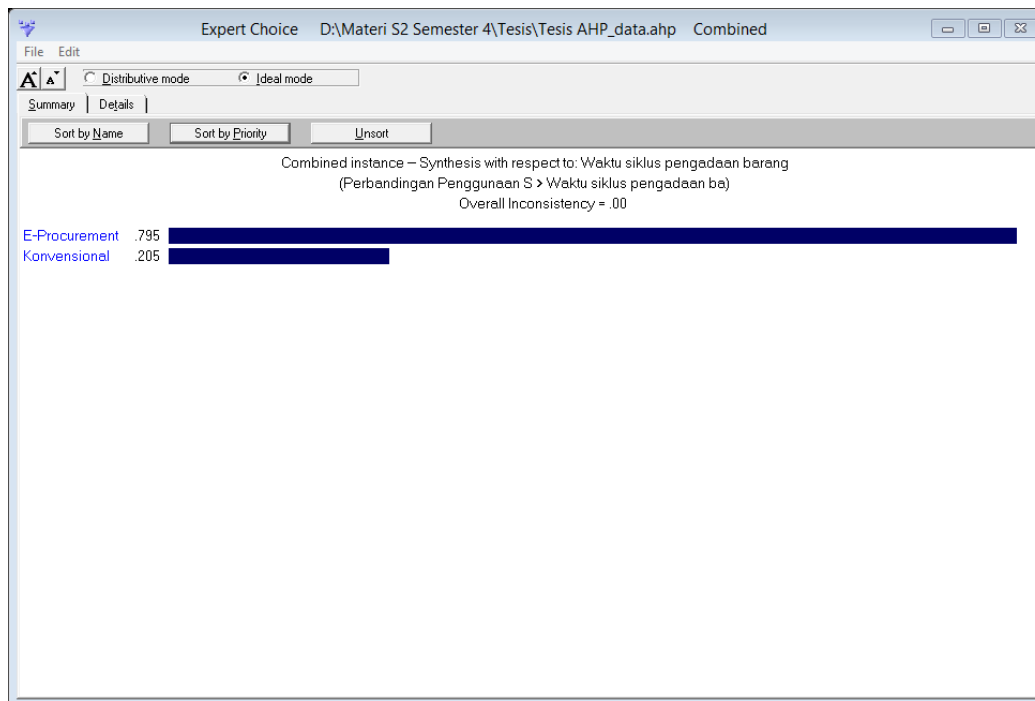 Expert Choice D:\Materi S2 Semester 4\Tesis\Tesis AHP_data.ahp Combined
File Edit
A A Distributive mode Ideal mode
Summary Details
Sort by Name Sort by Priority Unsort
Combined instance – Synthesis with respect to: Waktu siklus pengadaan barang
(Perbandingan Penggunaan S > Waktu siklus pengadaan ba)
Overall Inconsistency = .00
E-Procurement .795
Konvensional .205